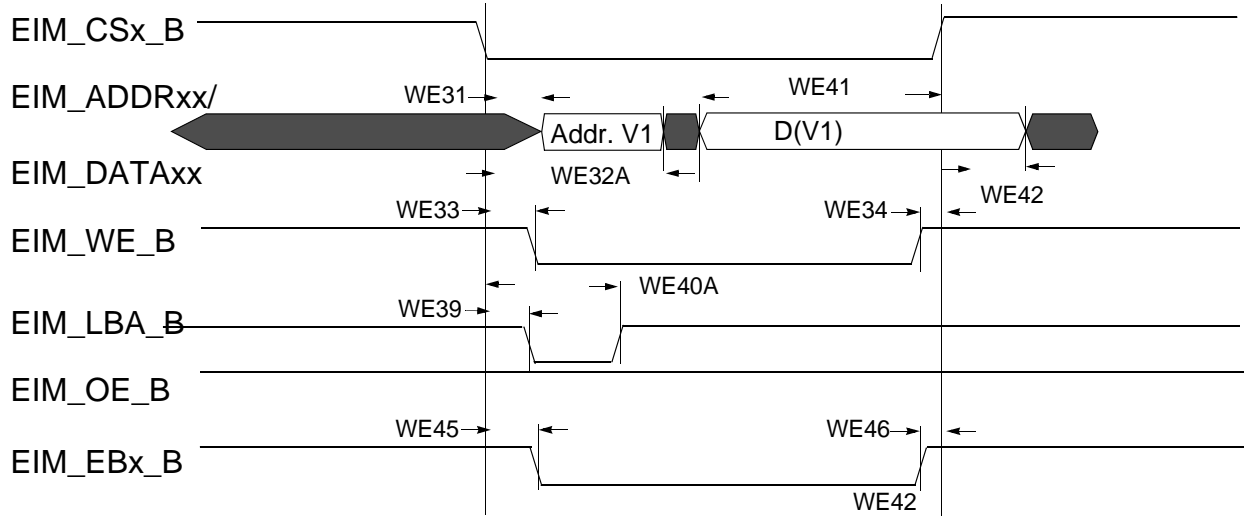 EIM_CSx_B
EIM_ADDRxx/
WE31
WE41
Addr. V1
D(V1)
EIM_DATAxx
WE32A
WE42
WE33
WE34
EIM_WE_B
WE40A
WE39
EIM_LBA_B
EIM_OE_B
WE45
WE46
EIM_EBx_B
WE42